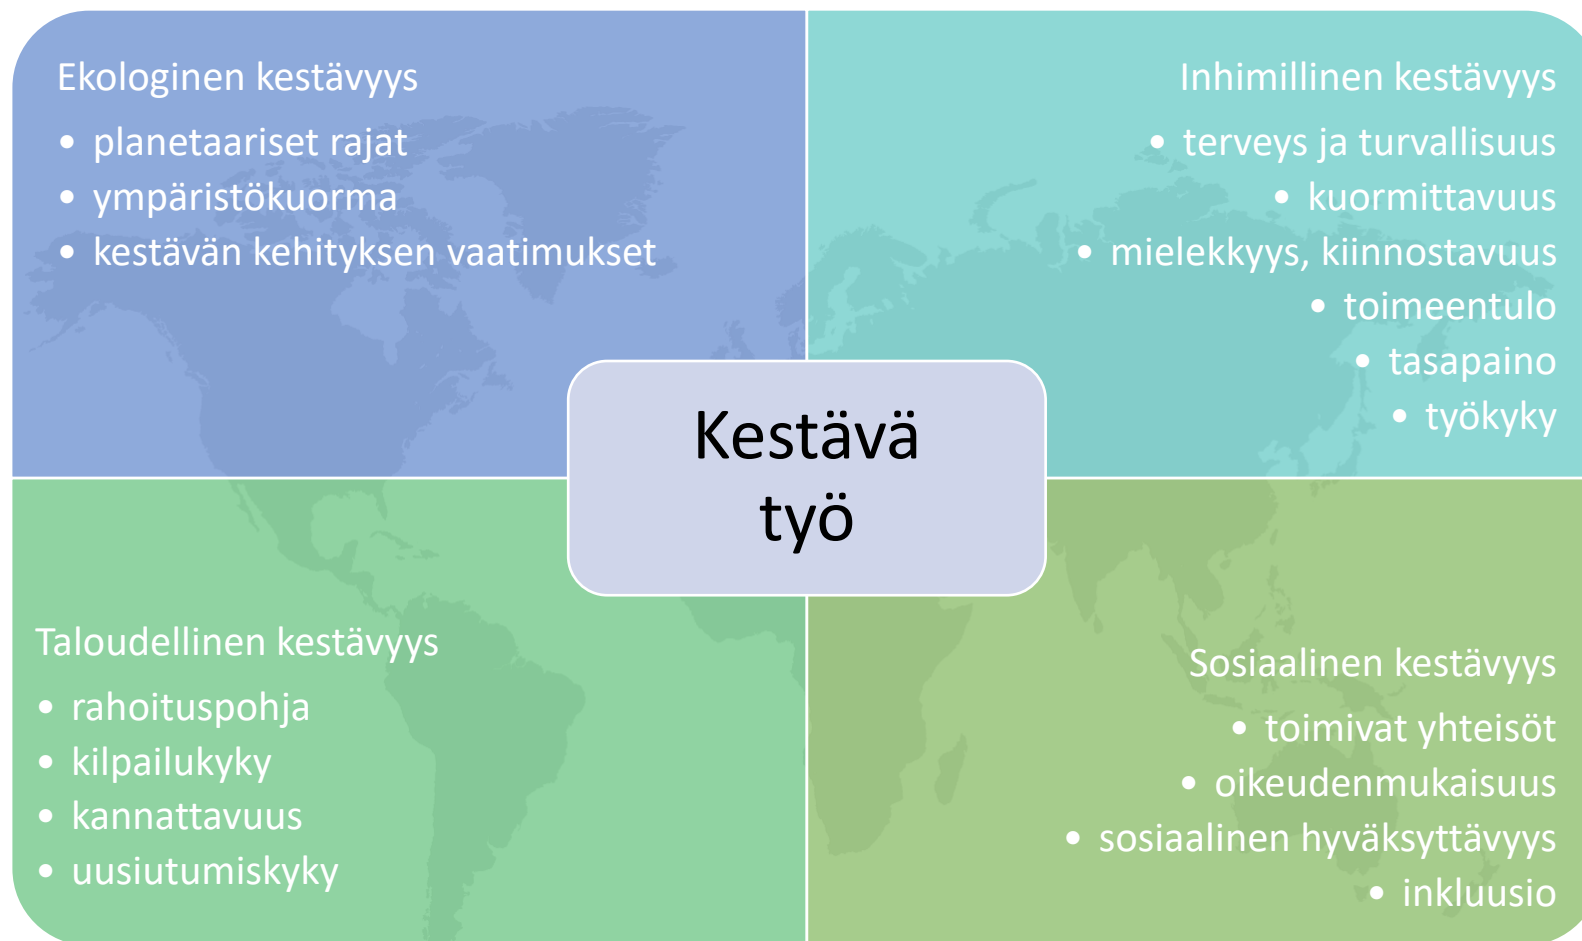 Ekologinen kestävyys
• planetaariset rajat
• ympäristökuorma
• kestävän kehityksen vaatimukset
Inhimillinen kestävyys
• terveys ja turvallisuus
• kuormittavuus
• mielekkyys, kiinnostavuus
• toimeentulo
• tasapaino
• työkyky
Kestävä
työ
Taloudellinen kestävyys
• rahoituspohja
• kilpailukyky
• kannattavuus
• uusiutumiskyky
Sosiaalinen kestävyys
• toimivat yhteisöt
• oikeudenmukaisuus
• sosiaalinen hyväksyttävyys
• inkluusio